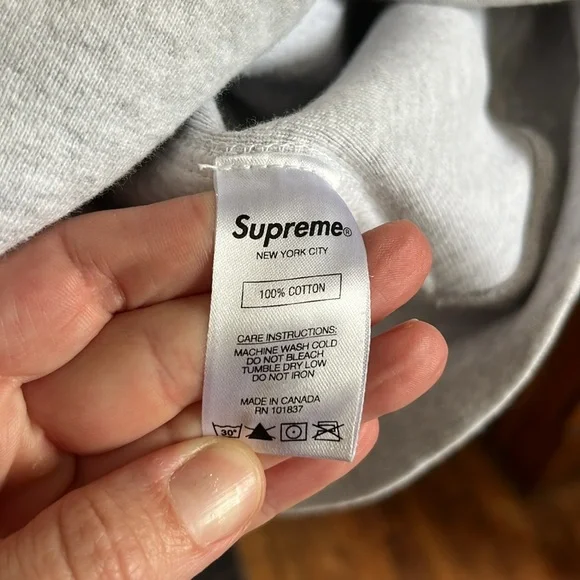 Supreme®
NEW YORK CITY
100% COTTON
CARE INSTRUCTIONS:
MACHINE WASH COLD
DO NOT BLEACH
TUMBLE DRY LOW
DO NOT IRON
MADE IN CANADA
RN 101837
30°